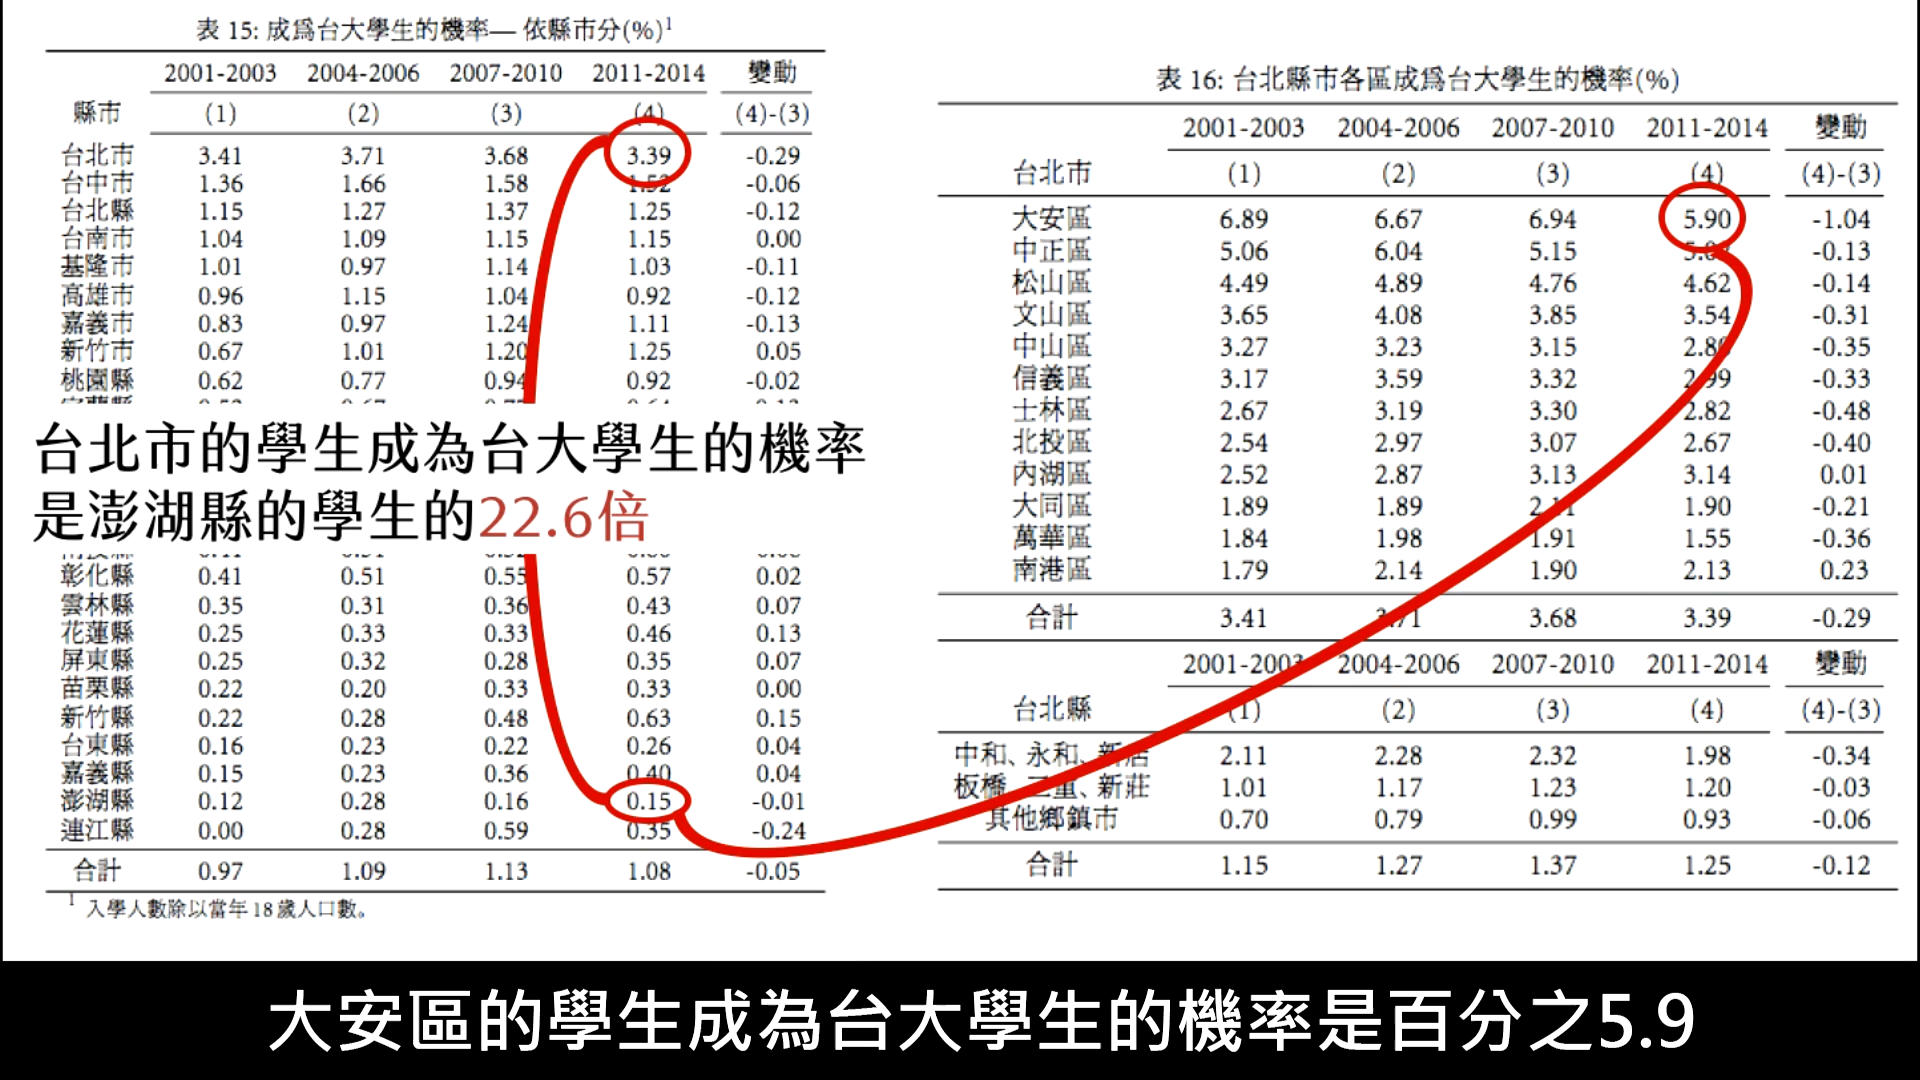 表 15: 成爲台大學生的機率— 依縣市分(%)1
2001-2003 2004-2006 2007-2010 2011-2014 變動
縣市 (1) (2) (3) (4) (4)-(3)
台北市 3.41 3.71 3.68 3.39 -0.29
台中市 1.36 1.66 1.58 1.52 -0.06
台北縣 1.15 1.27 1.37 1.25 -0.12
台南市 1.04 1.09 1.15 1.15 0.00
基隆市 1.01 0.97 1.14 1.03 -0.11
高雄市 0.96 1.15 1.04 0.92 -0.12
嘉義市 0.83 0.97 1.24 1.11 -0.13
新竹市 0.67 1.01 1.20 1.25 0.05
桃園縣 0.62 0.77 0.94 0.92 -0.02
台北市的學生成為台大學生的機率
是澎湖縣的學生的22.6倍
彰化縣 0.41 0.51 0.55 0.57 0.02
雲林縣 0.35 0.31 0.36 0.43 0.07
花蓮縣 0.25 0.33 0.33 0.46 0.13
屏東縣 0.25 0.32 0.28 0.35 0.07
苗栗縣 0.22 0.20 0.33 0.33 0.00
新竹縣 0.22 0.28 0.48 0.63 0.15
台東縣 0.16 0.23 0.22 0.26 0.04
嘉義縣 0.15 0.23 0.36 0.40 0.04
澎湖縣 0.12 0.28 0.16 0.15 -0.01
連江縣 0.00 0.28 0.59 0.35 -0.24
合計 0.97 1.09 1.13 1.08 -0.05
1 入學人數除以當年 18 歲人口數。
表 16: 台北縣市各區成爲台大學生的機率(%)
2001-2003 2004-2006 2007-2010 2011-2014 變動
台北市 (1) (2) (3) (4) (4)-(3)
大安區 6.89 6.67 6.94 5.90 -1.04
中正區 5.06 6.04 5.15 -0.13
松山區 4.49 4.89 4.76 4.62 -0.14
文山區 3.65 4.08 3.85 3.54 -0.31
中山區 3.27 3.23 3.15 2.80 -0.35
信義區 3.17 3.59 3.32 2.99 -0.33
士林區 2.67 3.19 3.30 2.82 -0.48
北投區 2.54 2.97 3.07 2.67 -0.40
內湖區 2.52 2.87 3.13 3.14 0.01
大同區 1.89 1.89 2.11 1.90 -0.21
萬華區 1.84 1.98 1.91 1.55 -0.36
南港區 1.79 2.14 1.90 2.13 0.23
合計 3.41 3.71 3.68 3.39 -0.29
2001-2003 2004-2006 2007-2010 2011-2014 變動
台北縣 (1) (2) (3) (4) (4)-(3)
中和、永和、新店 2.11 2.28 2.32 1.98 -0.34
板橋、三重、新莊 1.01 1.17 1.23 1.20 -0.03
其他鄉鎮市 0.70 0.79 0.99 0.93 -0.06
合計 1.15 1.27 1.37 1.25 -0.12
大安區的學生成為台大學生的機率是百分之5.9